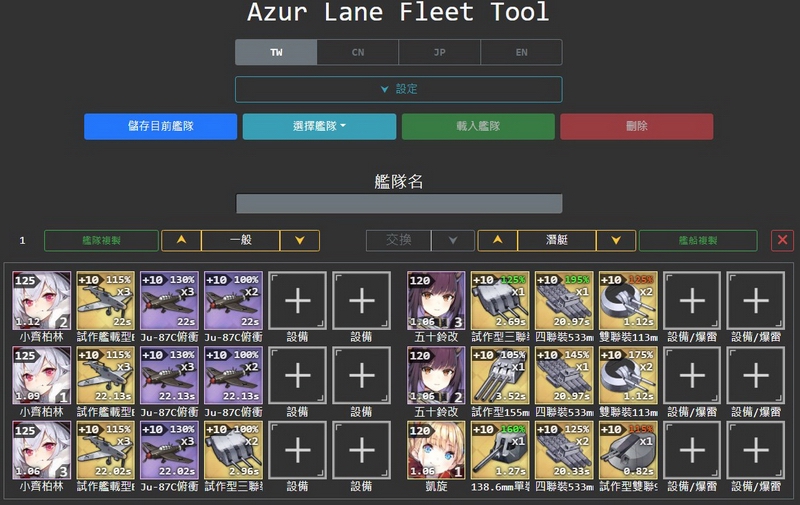 Azur Lane Fleet Tool
TW CN JP EN
設定
儲存目前艦隊 選擇艦隊 載入艦隊 刪除
艦隊名
1 艦隊複製 一般 交換 潛艇 艦船複製
125 +10 115% +10 130% +10 100% 120 +10 125% +10 195% +10 125%
x3 x3 x2 x1 x2 x1
1.12 2 22s 22s 22s 1.06 3 2.69s 20.97s 1.12s
小齊柏林 試作艦載型B Ju-87C俯衝 Ju-87C俯衝 設備 設備 五十鈴改 試作型三聯 四聯裝533m 雙聯裝113m 設備/爆雷 設備/爆雷
125 +10 115% +10 130% +10 100% 120 +10 105% +10 145% +10 175%
x3 x3 x2 x1 x2 x2
1.09 1 22.13s 22.13s 22.13s 1.06 2 3.52s 20.97s 1.12s
小齊柏林 試作艦載型B Ju-87C俯衝 Ju-87C俯衝 設備 設備 五十鈴改 試作型155m 四聯裝533m 雙聯裝113m 設備/爆雷 設備/爆雷
125 +10 115% +10 130% +10 100% 120 +10 160% +10 125% +10 115%
x3 x3 x2 x1 x2 x1
1.06 3 22.02s 22.02s 2.96s 1.06 1 1.27s 20.33s 0.82s
小齊柏林 試作艦載型B Ju-87C俯衝 試作型三聯 設備 設備 凱旋 138.6mm單 四聯裝533m 試作型雙聯 設備/爆雷 設備/爆雷